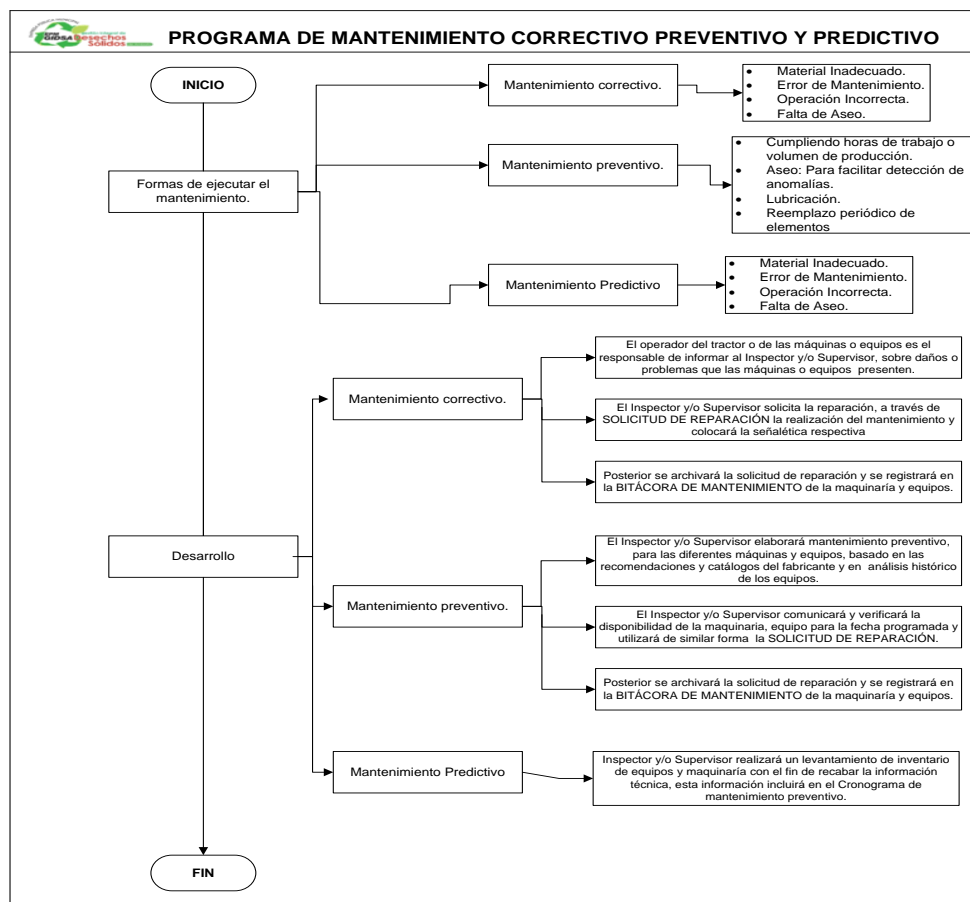 GIDSA
Desechos
Sólidos
PROGRAMA DE MANTENIMIENTO CORRECTIVO PREVENTIVO Y PREDICTIVO
INICIO
Formas de ejecutar el
mantenimiento.
Mantenimiento correctivo.
• Material Inadecuado.
• Error de Mantenimiento.
• Operación Incorrecta.
• Falta de Aseo.
Mantenimiento preventivo.
• Cumpliendo horas de trabajo o
volumen de producción.
• Aseo: Para facilitar detección de
anomalías.
• Lubricación.
• Reemplazo periódico de
elementos
Mantenimiento Predictivo
• Material Inadecuado.
• Error de Mantenimiento.
• Operación Incorrecta.
• Falta de Aseo.
Desarrollo
Mantenimiento correctivo.
El operador del tractor o de las máquinas o equipos es el
responsable de informar al Inspector y/o Supervisor, sobre daños o
problemas que las máquinas o equipos presenten.
El Inspector y/o Supervisor solicita la reparación, a través de
SOLICITUD DE REPARACIÓN la realización del mantenimiento y
colocará la señalética respectiva
Posterior se archivará la solicitud de reparación y se registrará en
la BITÁCORA DE MANTENIMIENTO de la maquinaría y equipos.
Mantenimiento preventivo.
El Inspector y/o Supervisor elaborará mantenimiento preventivo,
para las diferentes máquinas y equipos, basado en las
recomendaciones y catálogos del fabricante y en análisis histórico
de los equipos.
El Inspector y/o Supervisor comunicará y verificará la
disponibilidad de la maquinaria, equipo para la fecha programada y
utilizará de similar forma la SOLICITUD DE REPARACIÓN.
Posterior se archivará la solicitud de reparación y se registrará en
la BITÁCORA DE MANTENIMIENTO de la maquinaría y equipos.
Mantenimiento Predictivo
Inspector y/o Supervisor realizará un levantamiento de inventario
de equipos y maquinaría con el fin de recabar la información
técnica, esta información incluirá en el Cronograma de
mantenimiento preventivo.
FIN